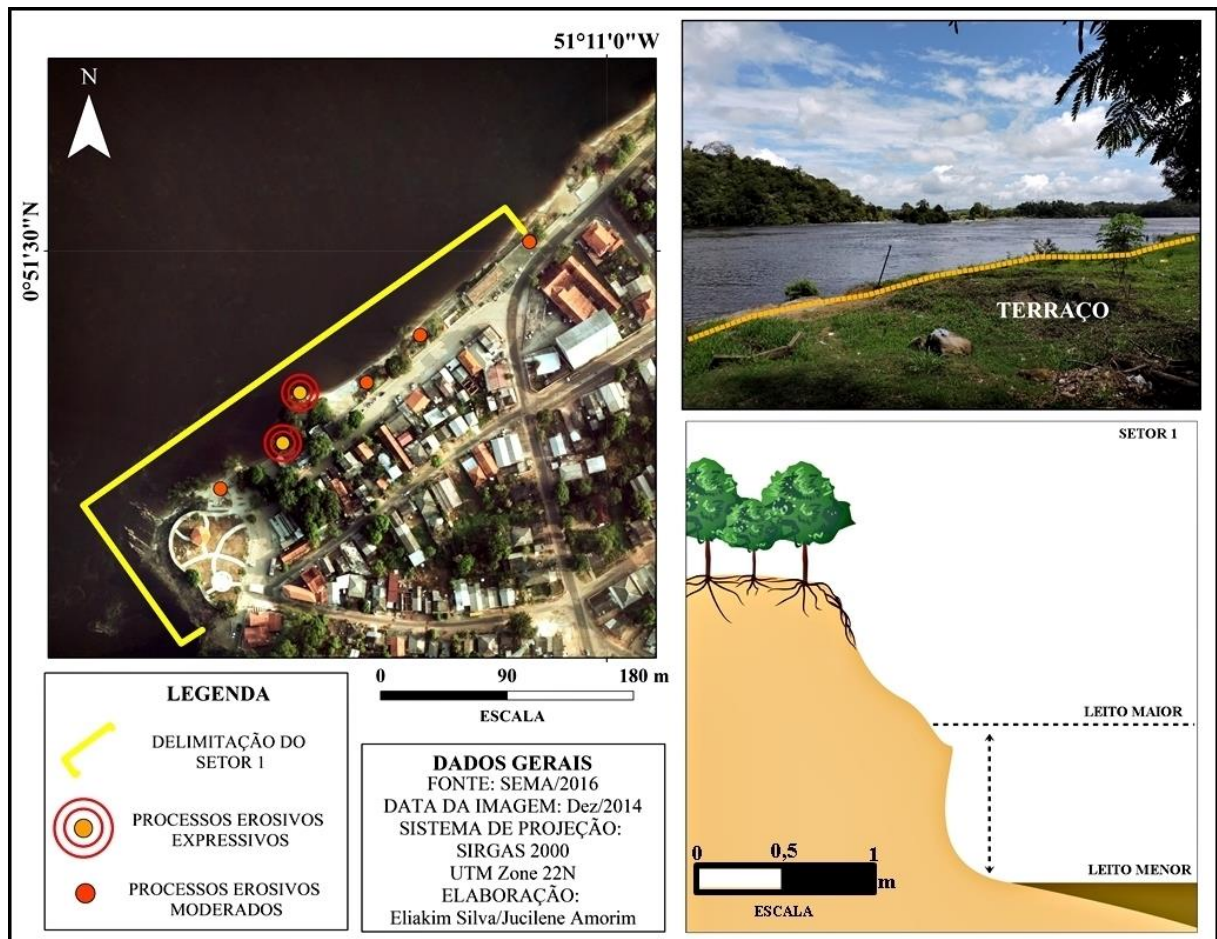 51°11'0"W
N
0°51'30"N
TERRAÇO
SETOR 1
LEITO MAIOR
LEITO MENOR
0 0,5 1
m
ESCALA
0 90 180 m
ESCALA
LEGENDA
DELIMITAÇÃO DO
SETOR 1
PROCESSOS EROSIVOS
EXPRESSIVOS
PROCESSOS EROSIVOS
MODERADOS
DADOS GERAIS
FONTE: SEMA/2016
DATA DA IMAGEM: Dez/2014
SISTEMA DE PROJEÇÃO:
SIRGAS 2000
UTM Zone 22N
ELABORAÇÃO:
Eliakim Silva/Jucilene Amorim